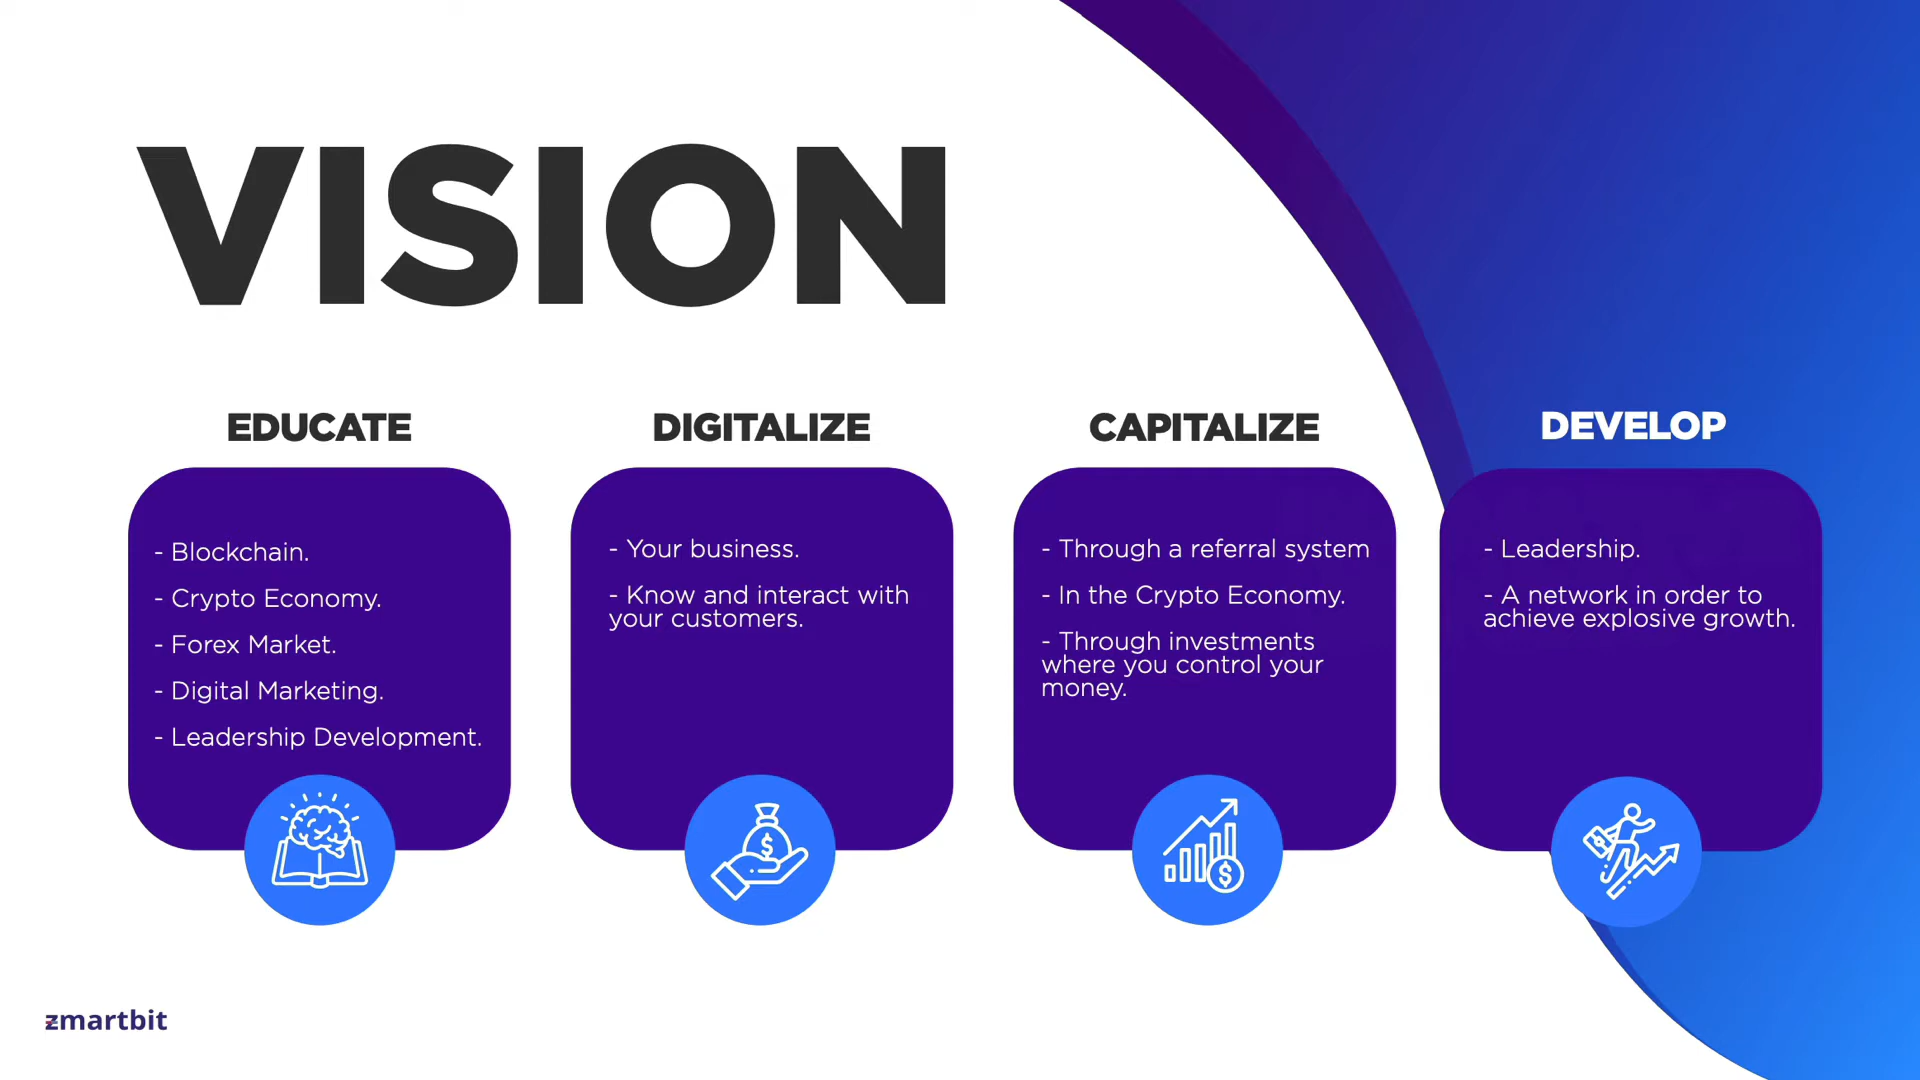 VISION
EDUCATE
- Blockchain.
- Crypto Economy.
- Forex Market.
- Digital Marketing.
- Leadership Development.
DIGITALIZE
- Your business.
- Know and interact with
your customers.
$
CAPITALIZE
- Through a referral system
- In the Crypto Economy.
- Through investments
where you control your
money.
$
DEVELOP
- Leadership.
- A network in order to
achieve explosive growth.
zmartbit